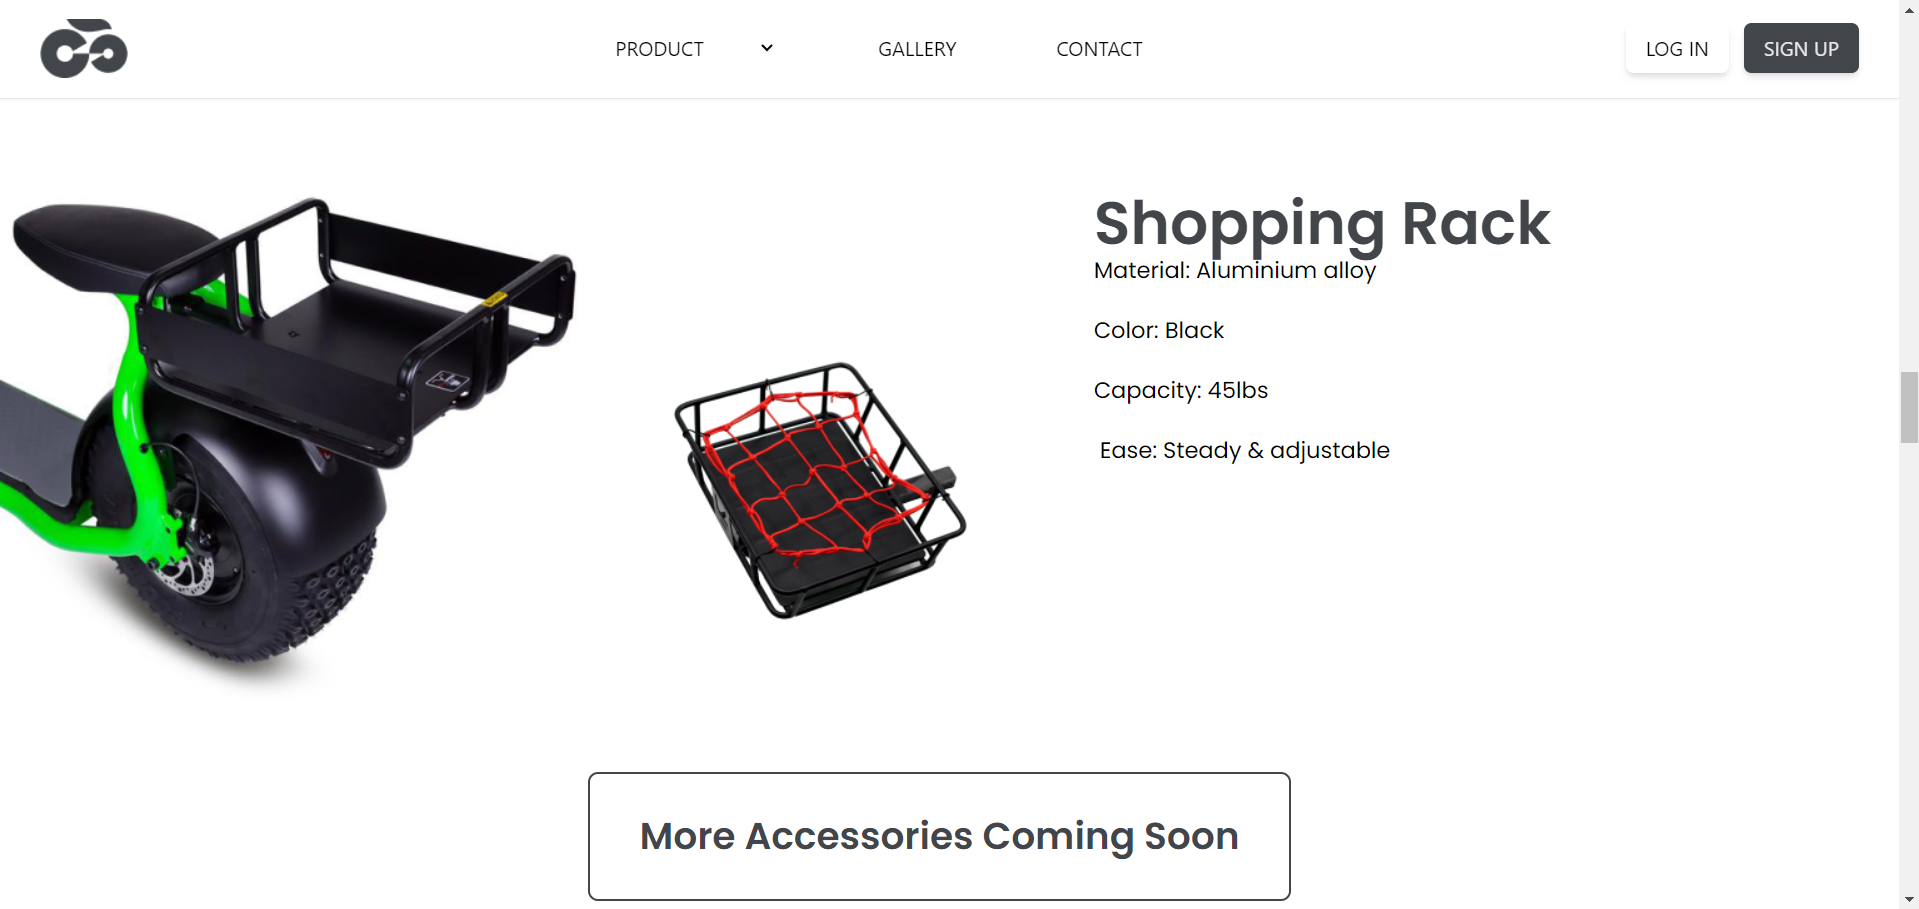 PRODUCT GALLERY CONTACT LOG IN SIGN UP
Shopping Rack
Material: Aluminium alloy
Color: Black
Capacity: 45lbs
Ease: Steady & adjustable
More Accessories Coming Soon